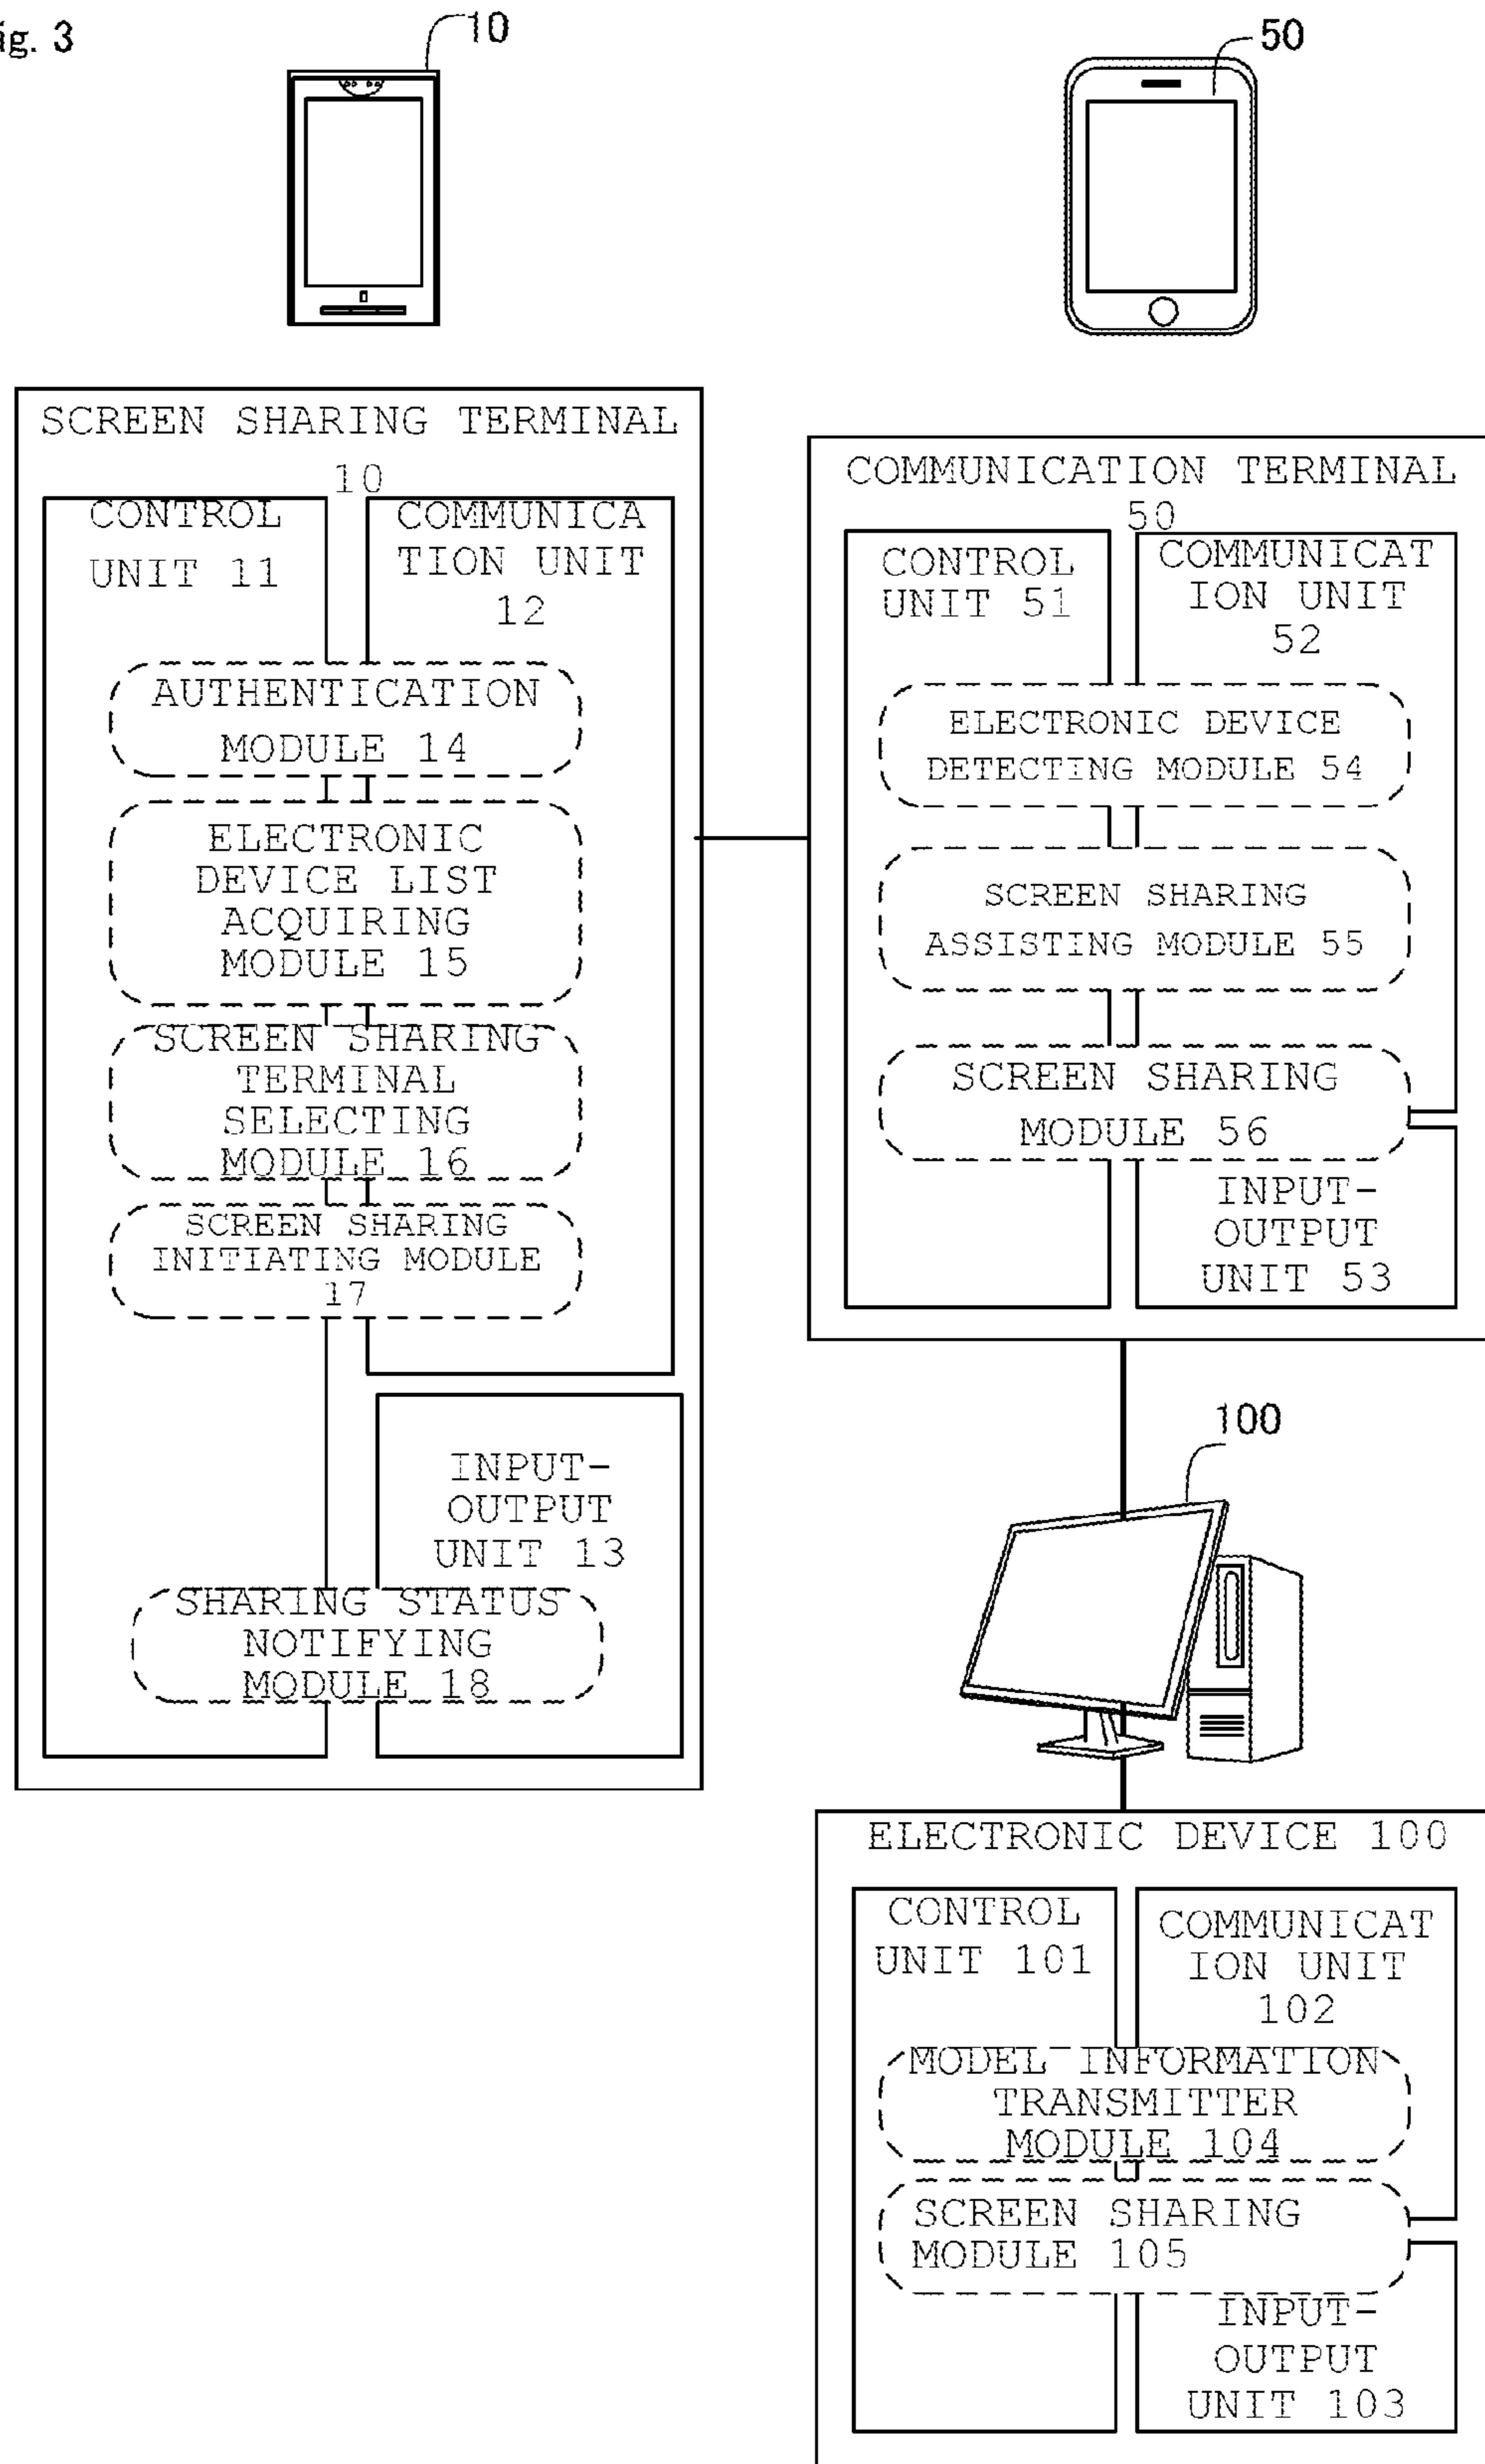 ig. 3
10
50
SCREEN SHARING TERMINAL
10
CONTROL
UNIT 11
COMMUNICA
TION UNIT
12
AUTHENTICATION
MODULE 14
ELECTRONIC
DEVICE LIST
ACQUIRING
MODULE 15
SCREEN SHARING
TERMINAL
SELECTING
MODULE 16
SCREEN SHARING
INITIATING MODULE
17
INPUT-
OUTPUT
UNIT 13
SHARING STATUS
NOTIFYING
MODULE 18
COMMUNICATION TERMINAL
50
CONTROL
UNIT 51
COMMUNICAT
ION UNIT
52
ELECTRONIC DEVICE
DETECTING MODULE 54
SCREEN SHARING
ASSISTING MODULE 55
SCREEN SHARING
MODULE 56
INPUT-
OUTPUT
UNIT 53
100
ELECTRONIC DEVICE 100
CONTROL
UNIT 101
COMMUNICAT
ION UNIT
102
MODEL INFORMATION
TRANSMITTER
MODULE 104
SCREEN SHARING
MODULE 105
INPUT-
OUTPUT
UNIT 103